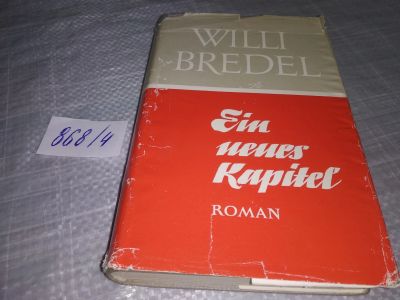 WILLI
BREDEL
Ein
neues
Kapitel
ROMAN
868/4